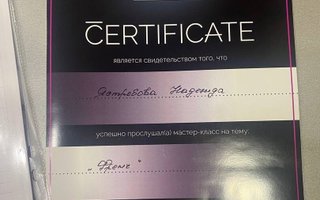 CERTIFICATE
является свидетельством того, что
Ястребова Надежда
успешно прослушал(а) мастер-класс на тему:
„Френч"